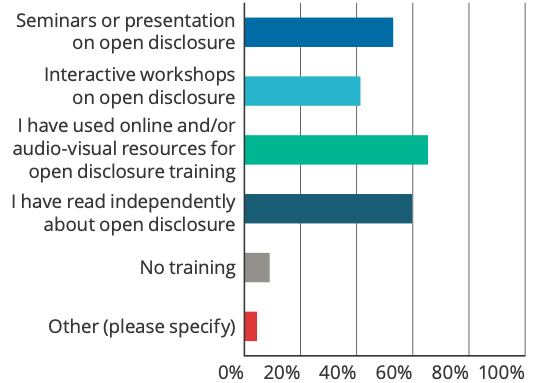 Seminars or presentation
on open disclosure
Interactive workshops
on open disclosure
I have used online and/or
audio-visual resources for
open disclosure training
I have read independently
about open disclosure
No training
Other (please specify)
0% 20% 40% 60% 80% 100%